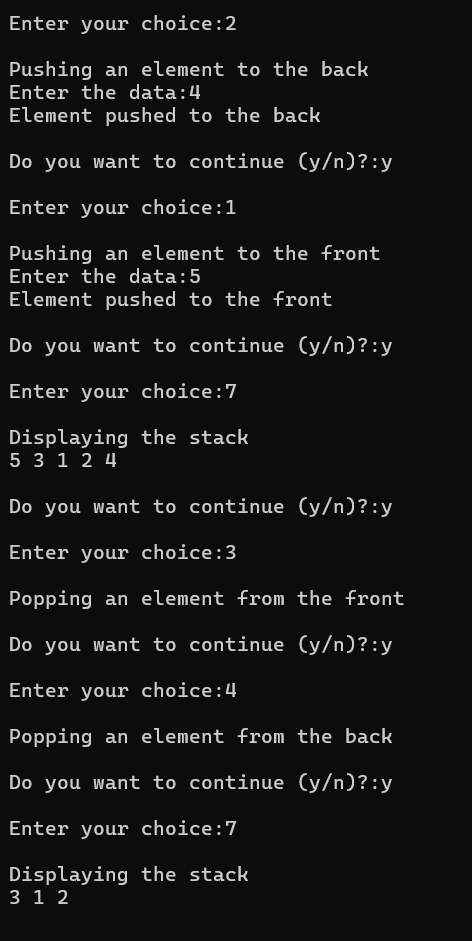 Enter your choice:2
Pushing an element to the back
Enter the data:4
Element pushed to the back
Do you want to continue (y/n)?:y
Enter your choice:1
Pushing an element to the front
Enter the data:5
Element pushed to the front
Do you want to continue (y/n)?:y
Enter your choice:7
Displaying the stack
5 3 1 2 4
Do you want to continue (y/n)?:y
Enter your choice:3
Popping an element from the front
Do you want to continue (y/n)?:y
Enter your choice:4
Popping an element from the back
Do you want to continue (y/n)?:y
Enter your choice:7
Displaying the stack
3 1 2